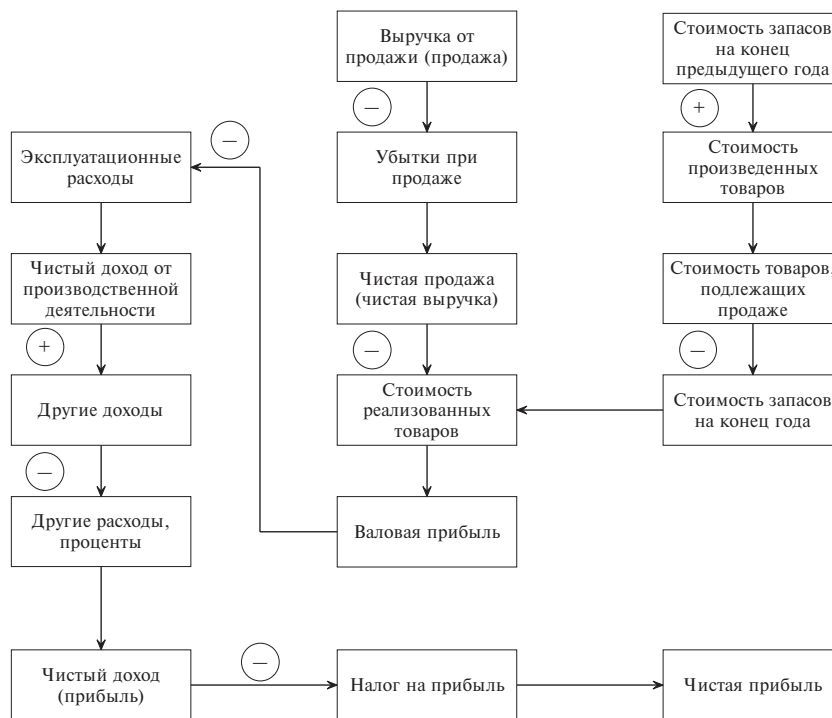 Выручка от
продажи (продажа)
Стоимость запасов
на конец
предыдущего года
−
+
−
Эксплуатационные
расходы
Убытки при
продаже
Стоимость
произведенных
товаров
Чистый доход от
производственной
деятельности
Чистая продажа
(чистая выручка)
Стоимость товаров,
подлежащих
продаже
+
−
−
Другие доходы
Стоимость
реализованных
товаров
Стоимость запасов
на конец года
−
Другие расходы,
проценты
Валовая прибыль
−
Чистый доход
(прибыль)
Налог на прибыль
Чистая прибыль